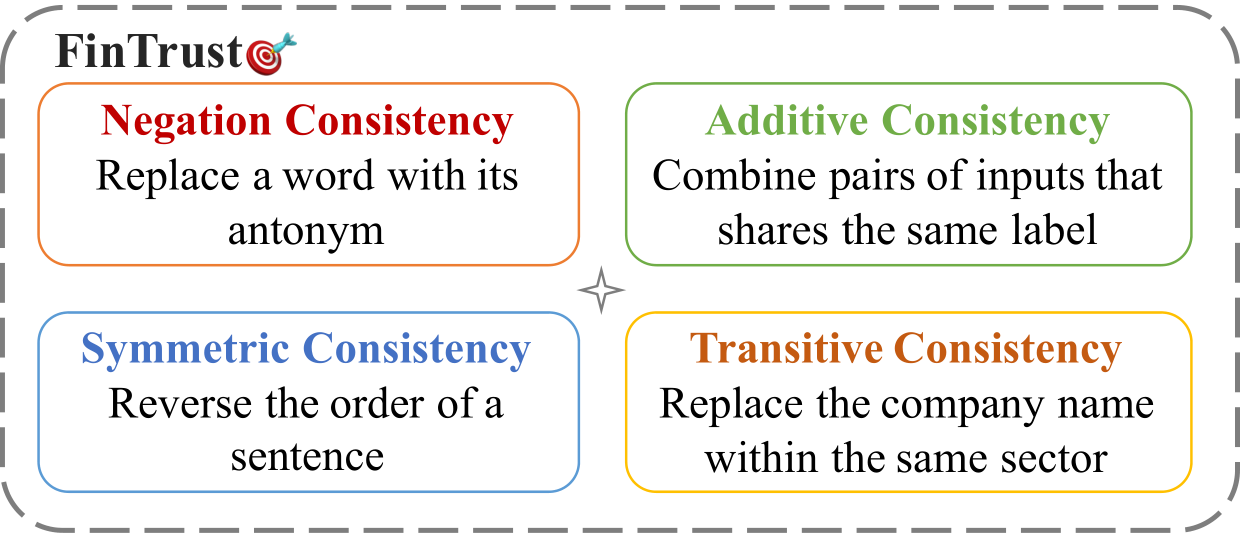 FinTrust
Negation Consistency
Replace a word with its
antonym
Additive Consistency
Combine pairs of inputs that
shares the same label
Symmetric Consistency
Reverse the order of a
sentence
Transitive Consistency
Replace the company name
within the same sector